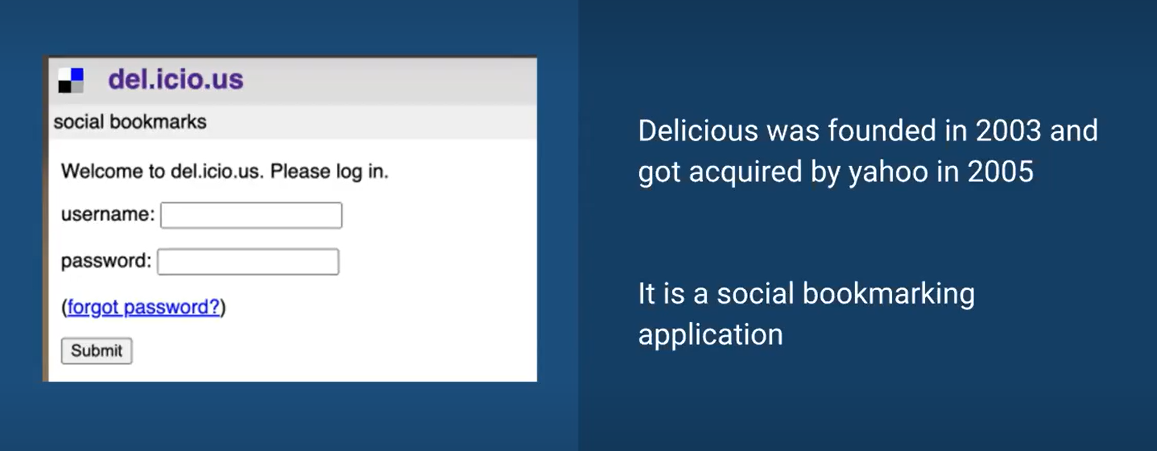 del.icio.us
social bookmarks
Welcome to del.icio.us. Please log in.
username:
password:
(forgot password?)
Submit
Delicious was founded in 2003 and
got acquired by yahoo in 2005
It is a social bookmarking
application